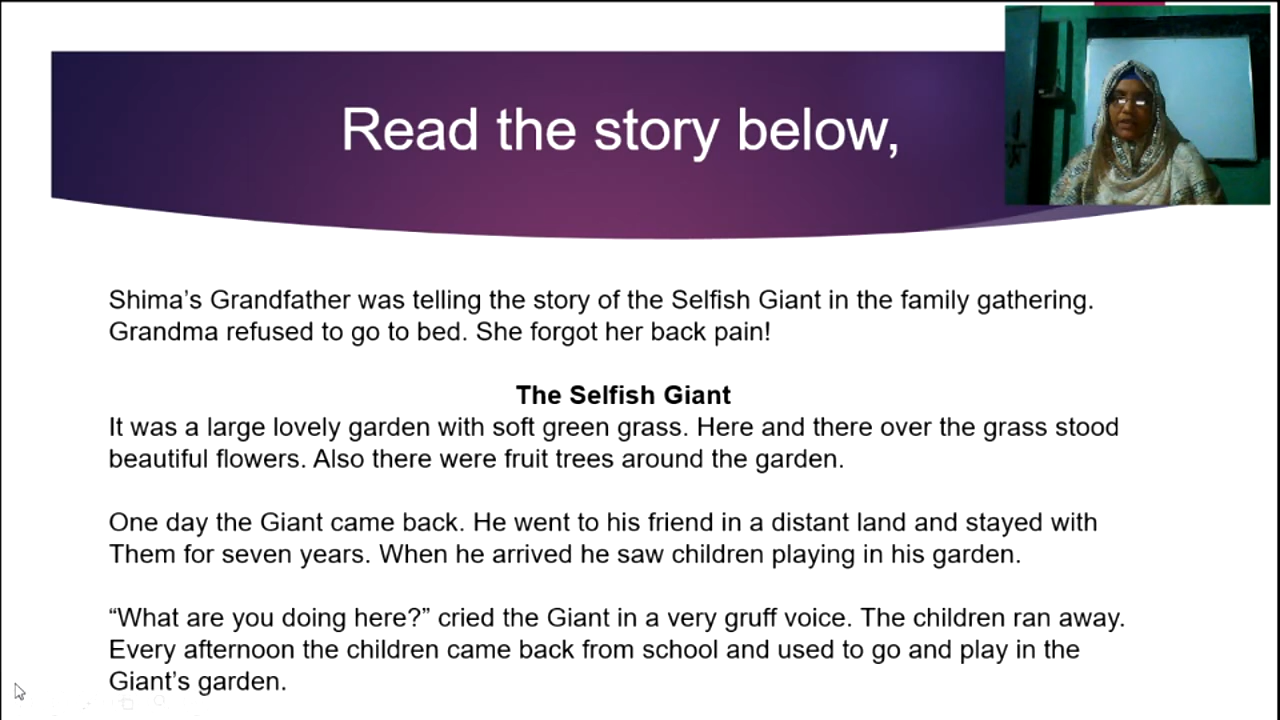 Read the story below,
Shima’s Grandfather was telling the story of the Selfish Giant in the family gathering.
Grandma refused to go to bed. She forgot her back pain!
The Selfish Giant
It was a large lovely garden with soft green grass. Here and there over the grass stood
beautiful flowers. Also there were fruit trees around the garden.
One day the Giant came back. He went to his friend in a distant land and stayed with
Them for seven years. When he arrived he saw children playing in his garden.
“What are you doing here?” cried the Giant in a very gruff voice. The children ran away.
Every afternoon the children came back from school and used to go and play in the
Giant’s garden.